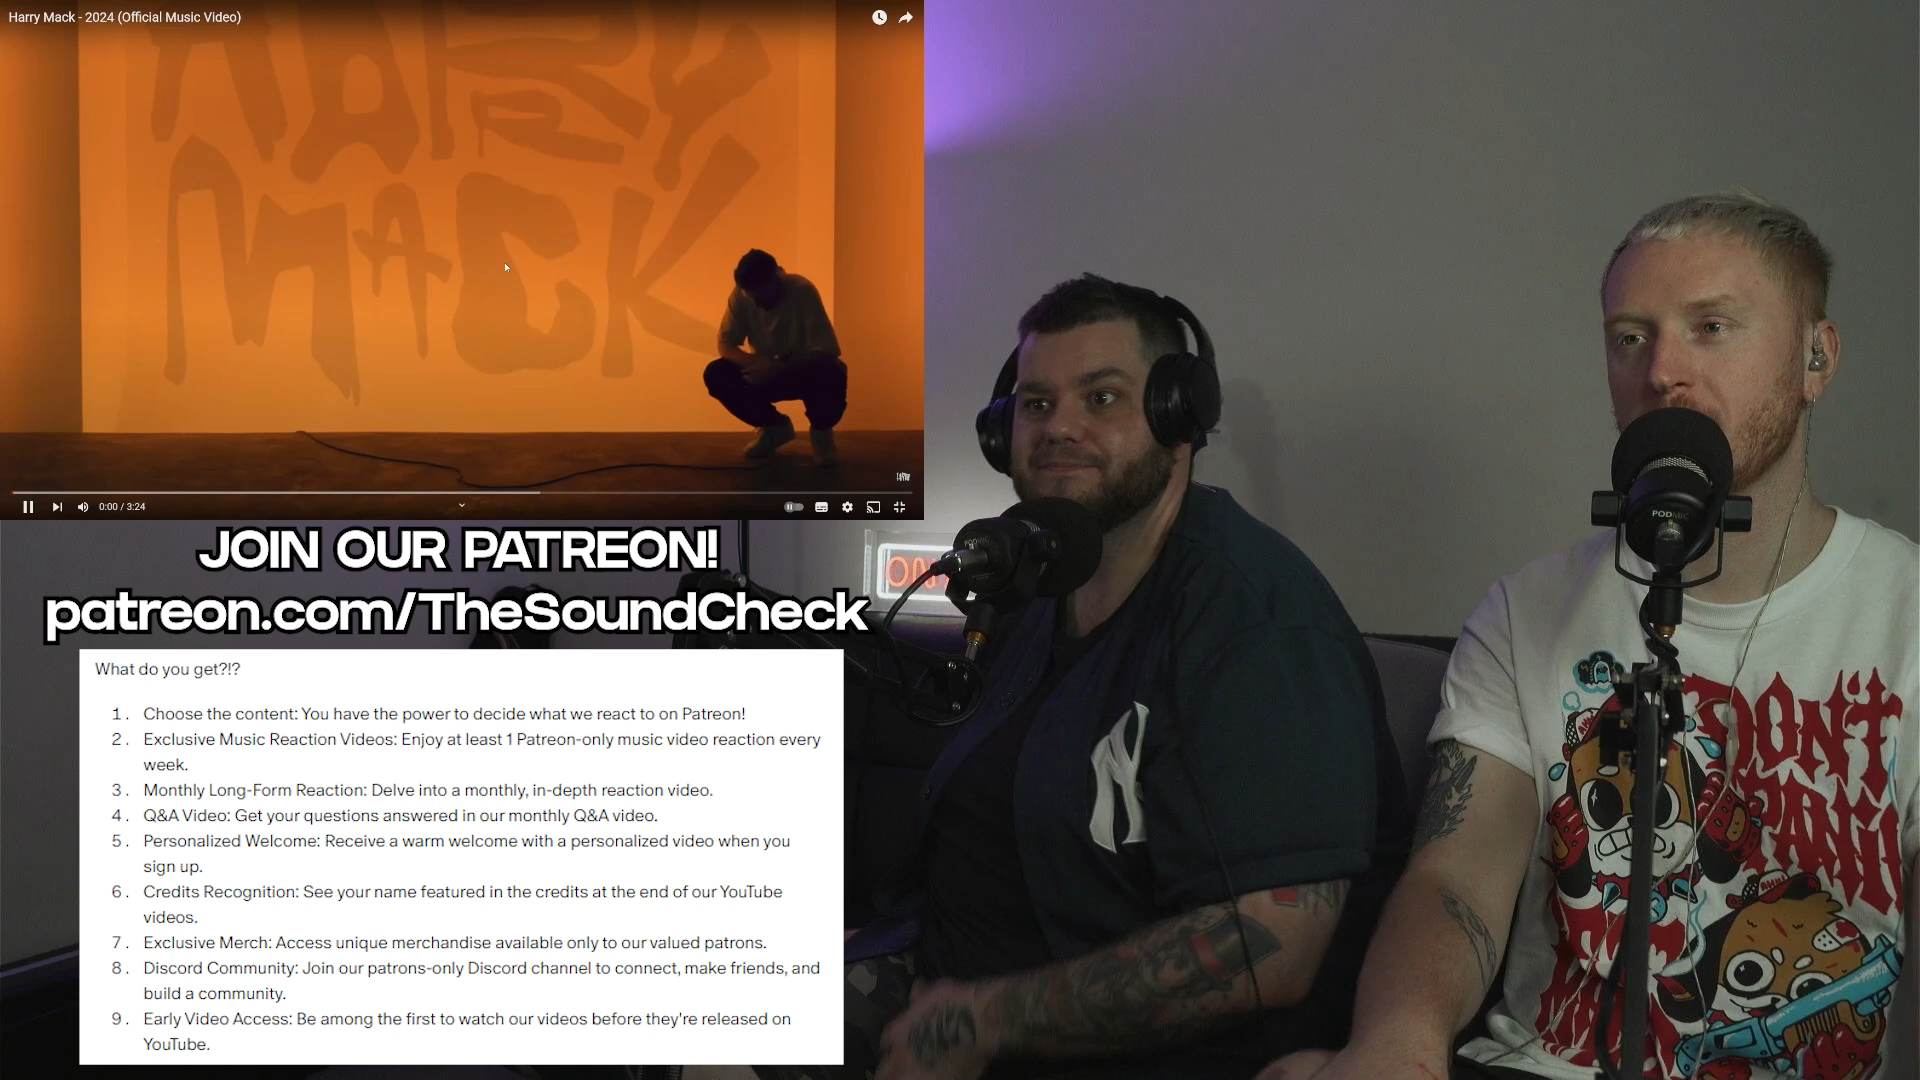 Harry Mack - 2024 (Official Music Video)
HARRY
MACK
0:00 / 3:24
JOIN OUR PATREON!
patreon.com/TheSoundCheck
What do you get?!?
1. Choose the content: You have the power to decide what we react to on Patreon!
2. Exclusive Music Reaction Videos: Enjoy at least 1 Patreon-only music video reaction every
week.
3. Monthly Long-Form Reaction: Delve into a monthly, in-depth reaction video.
4. Q&A Video: Get your questions answered in our monthly Q&A video.
5. Personalized Welcome: Receive a warm welcome with a personalized video when you
sign up.
6. Credits Recognition: See your name featured in the credits at the end of our YouTube
videos.
7. Exclusive Merch: Access unique merchandise available only to our valued patrons.
8. Discord Community: Join our patrons-only Discord channel to connect, make friends, and
build a community.
9. Early Video Access: Be among the first to watch our videos before they're released on
YouTube.
ON
PODMIC
PODMIC
NY
DON'T
PANIC